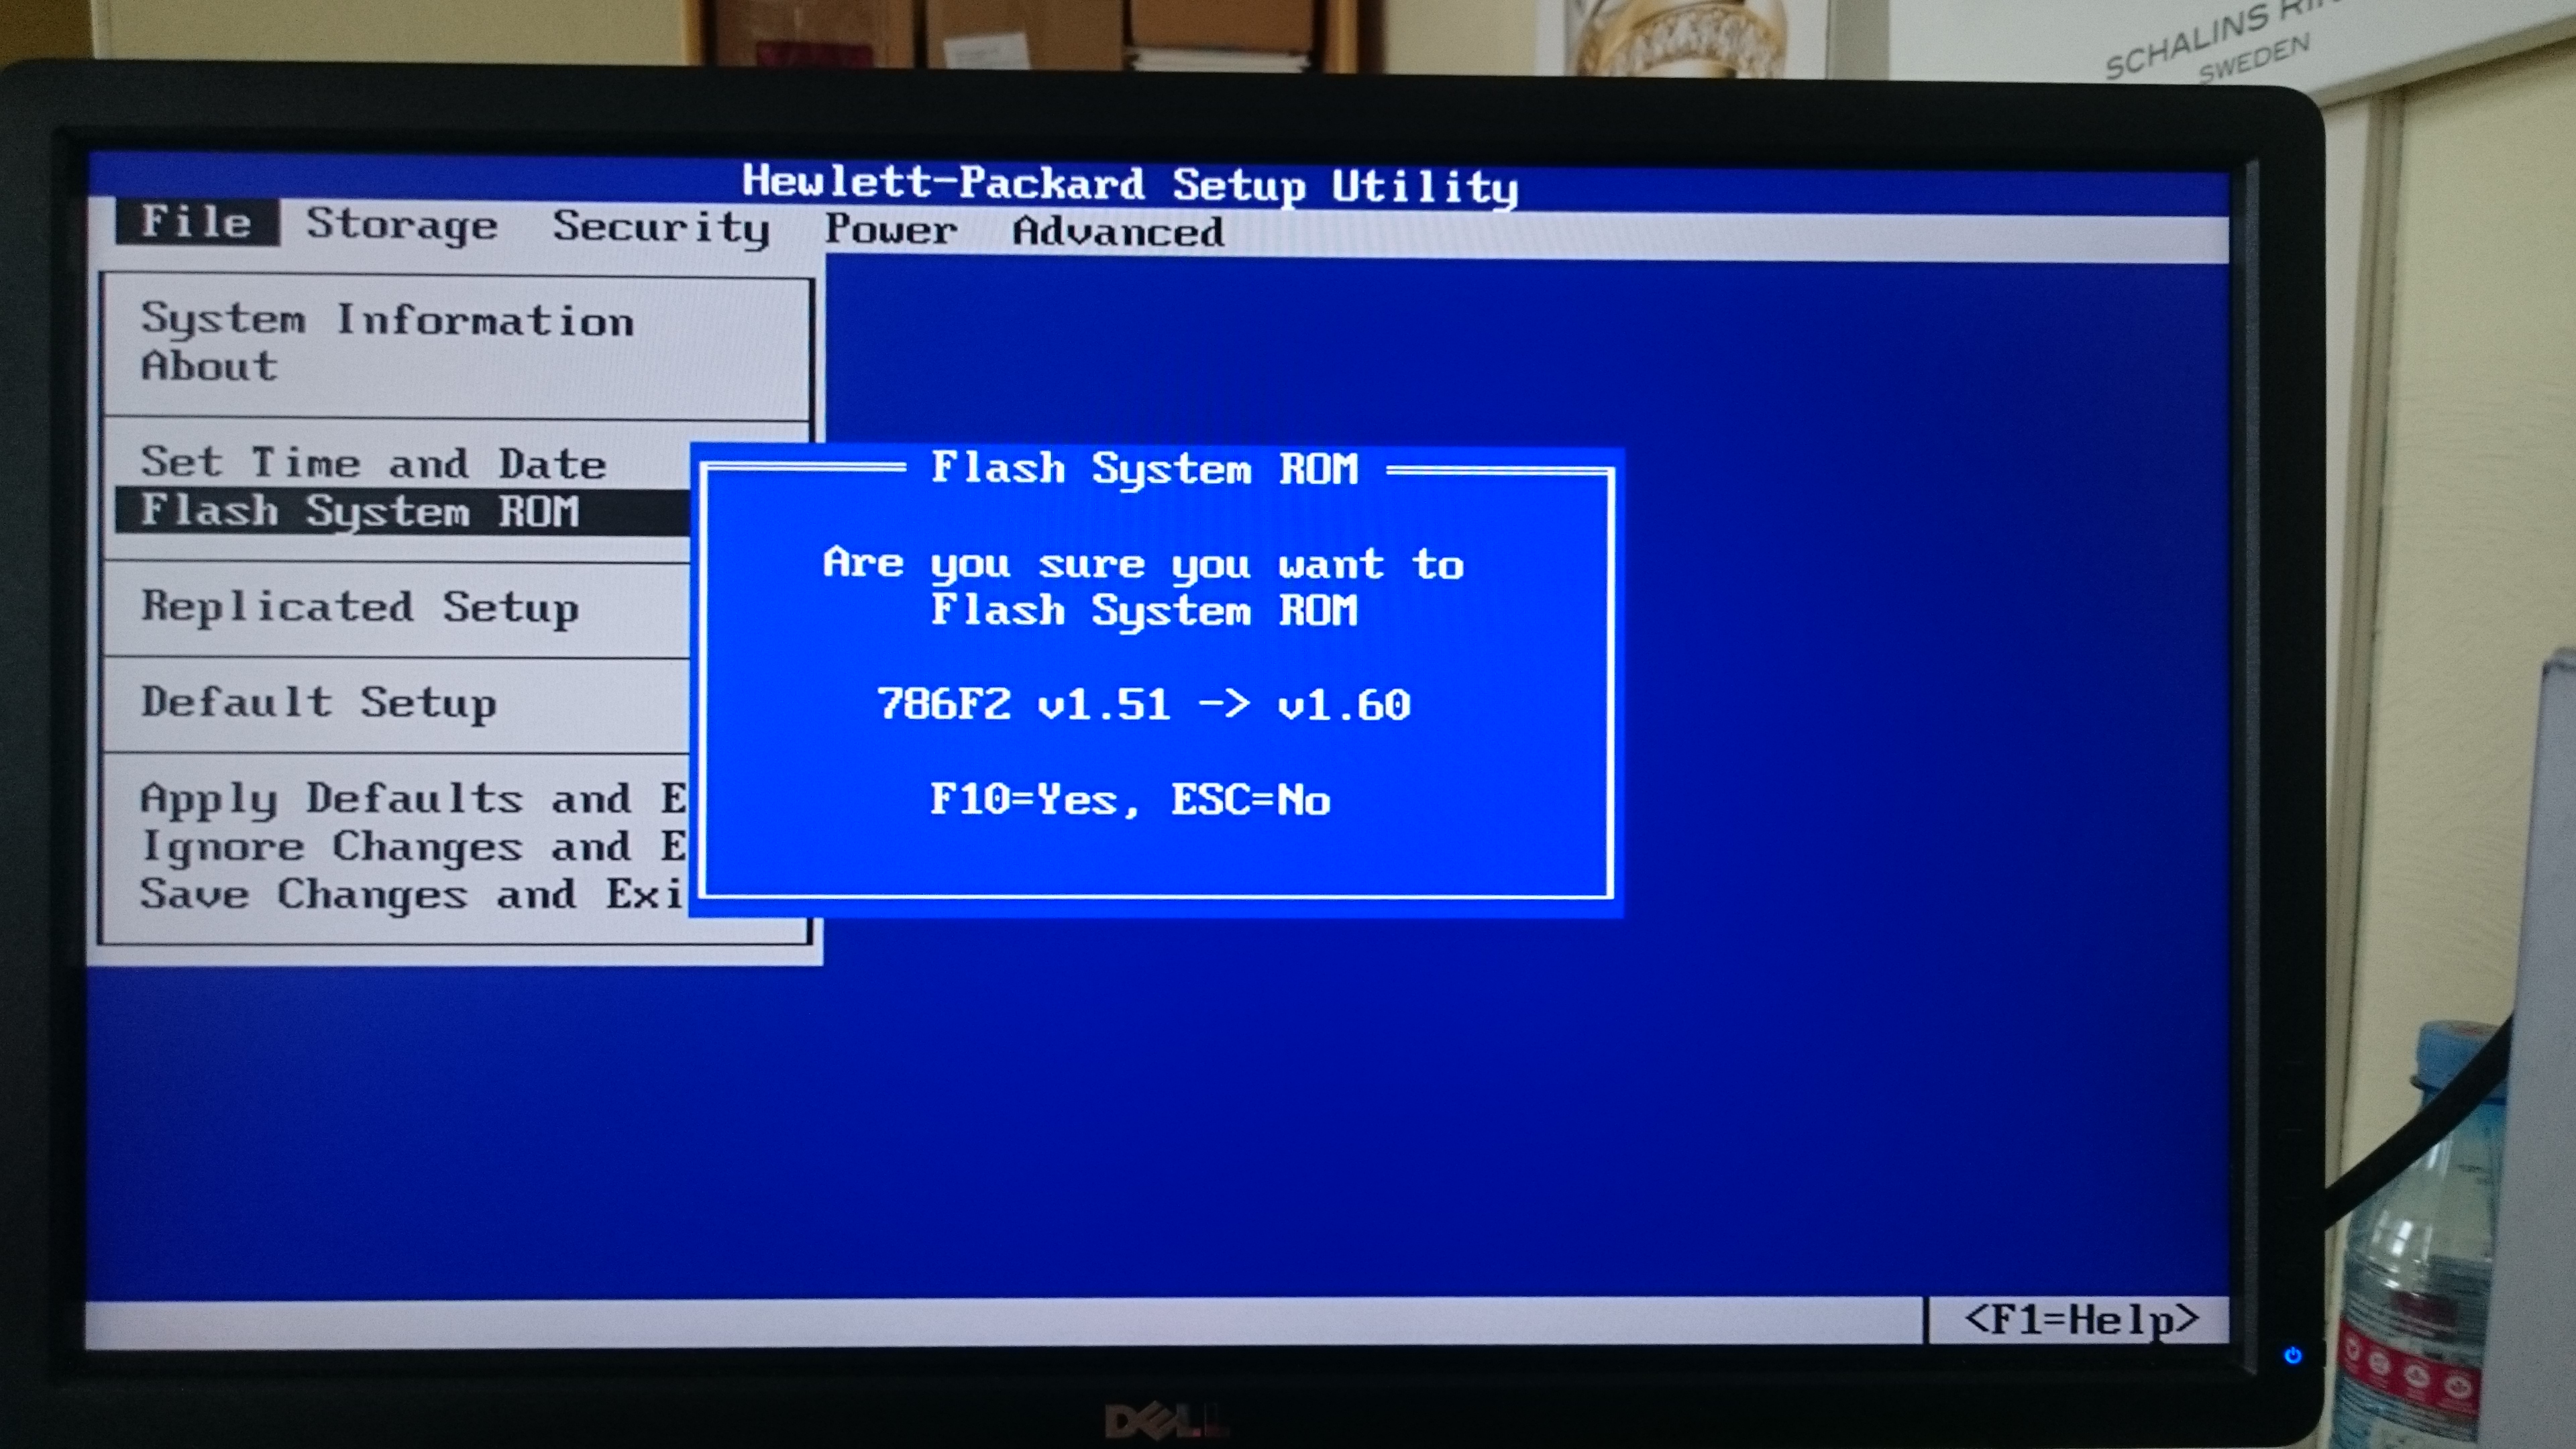 SCHALINS
SWEDEN
Hewlett-Packard Setup Utility
File Storage Security Power Advanced
System Information
About
Set Time and Date
Flash System ROM
Replicated Setup
Default Setup
Apply Defaults and E
Ignore Changes and E
Save Changes and Exi
Flash System ROM
Are you sure you want to
Flash System ROM
786F2 v1.51 -> v1.60
F10=Yes, ESC=No
<F1=Help>
DELL